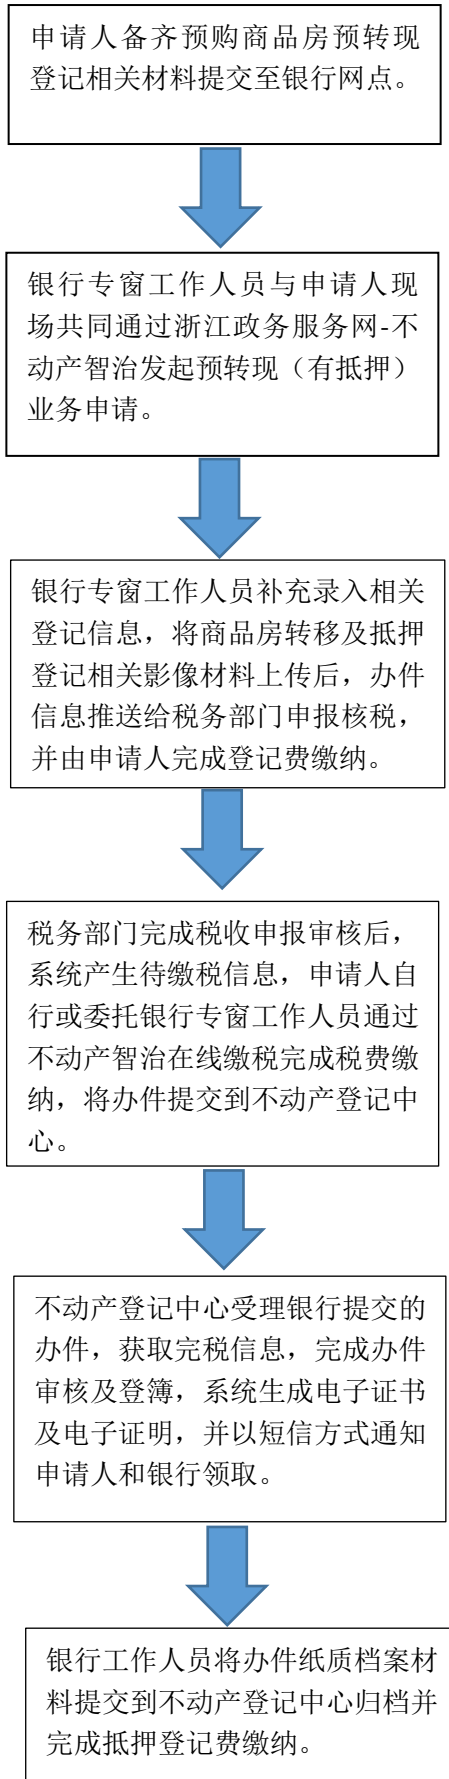 申请人备齐预购商品房预转现
登记相关材料提交至银行网点。
银行专窗工作人员与申请人现
场共同通过浙江政务服务网-不
动产智治发起预转现（有抵押）
业务申请。
银行专窗工作人员补充录入相关
登记信息，将商品房转移及抵押
登记相关影像材料上传后，办件
信息推送给税务部门申报核税，
并由申请人完成登记费缴纳。
税务部门完成税收申报审核后，
系统产生待缴税信息，申请人自
行或委托银行专窗工作人员通过
不动产智治在线缴税完成税费缴
纳，将办件提交到不动产登记中
心。
不动产登记中心受理银行提交的
办件，获取完税信息，完成办件
审核及登簿，系统生成电子证书
及电子证明，并以短信方式通知
申请人和银行领取。
银行工作人员将办件纸质档案材
料提交到不动产登记中心归档并
完成抵押登记费缴纳。